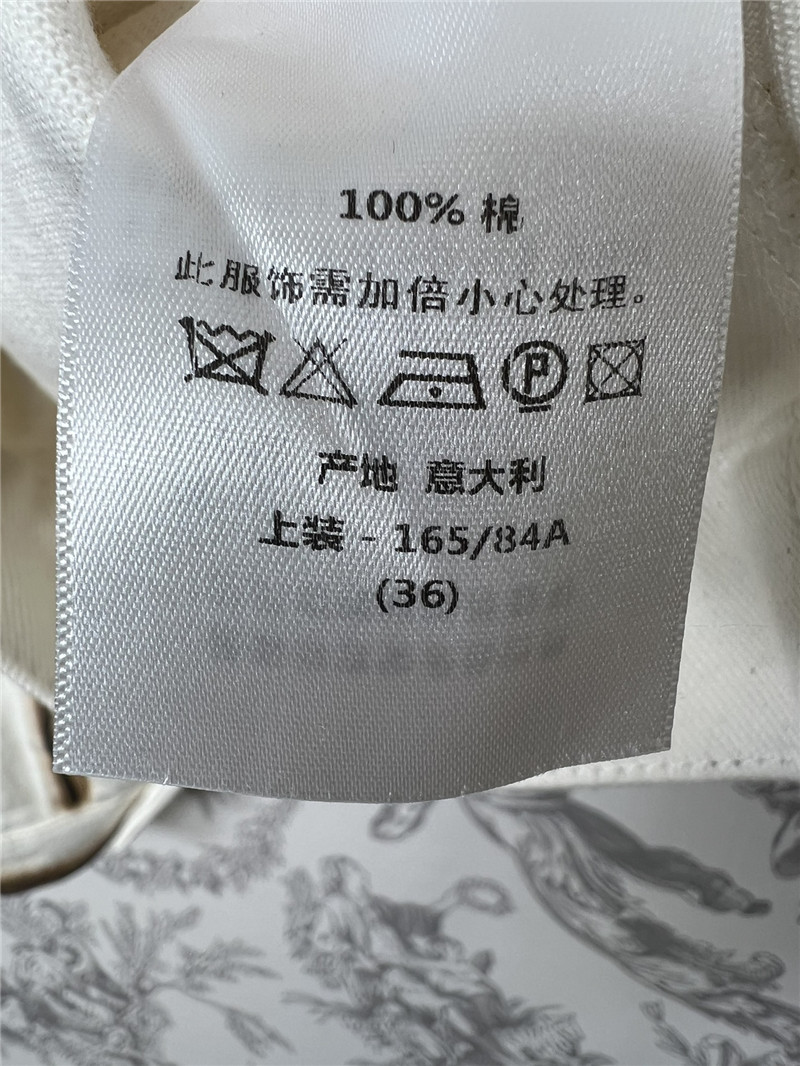 100% 棉
此服饰需加倍小心处理。
P
产地 意大利
上装 - 165/84A
(36)